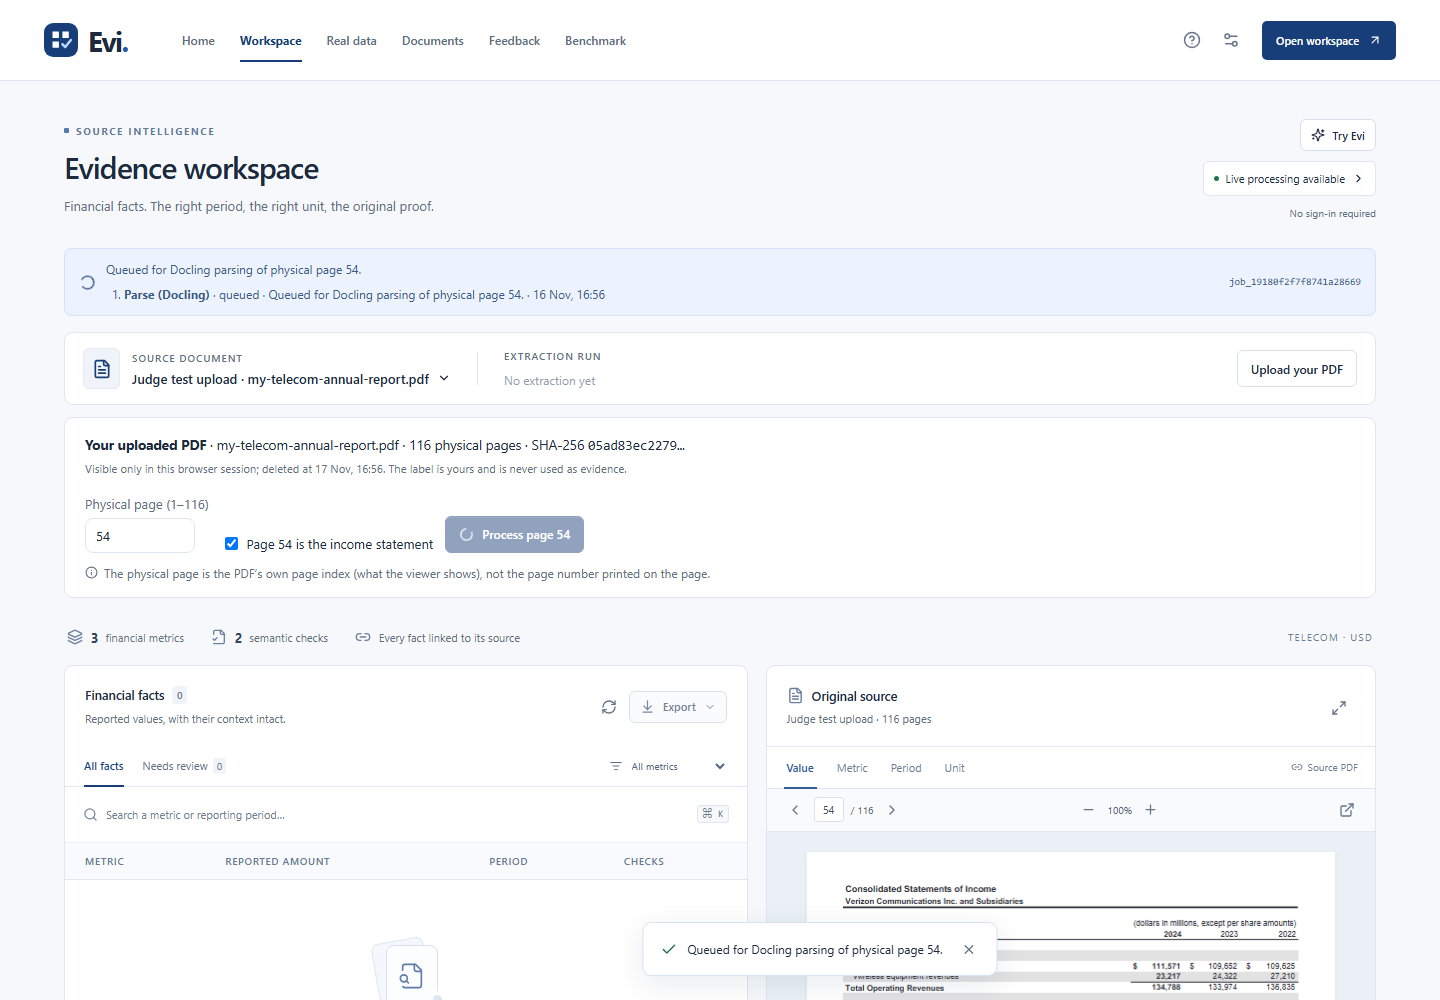 Evi.
Home
Workspace
Real data
Documents
Feedback
Benchmark
Open workspace
SOURCE INTELLIGENCE
Try Evi
Evidence workspace
Live processing available
Financial facts. The right period, the right unit, the original proof.
No sign-in required
Queued for Docling parsing of physical page 54.
1. Parse (Docling) · queued · Queued for Docling parsing of physical page 54. · 16 Nov, 16:56
job_19180f2f7f8741a28669
SOURCE DOCUMENT
Judge test upload · my-telecom-annual-report.pdf
EXTRACTION RUN
No extraction yet
Upload your PDF
Your uploaded PDF · my-telecom-annual-report.pdf · 116 physical pages · SHA-256 05ad83ec2279…
Visible only in this browser session; deleted at 17 Nov, 16:56. The label is yours and is never used as evidence.
Physical page (1–116)
54
Page 54 is the income statement
Process page 54
The physical page is the PDF's own page index (what the viewer shows), not the page number printed on the page.
3 financial metrics
2 semantic checks
Every fact linked to its source
TELECOM · USD
Financial facts 0
Reported values, with their context intact.
Export
All facts
Needs review 0
All metrics
Search a metric or reporting period...
⌘ K
METRIC
REPORTED AMOUNT
PERIOD
CHECKS
Original source
Judge test upload · 116 pages
Value
Metric
Period
Unit
Source PDF
54 / 116
100%
Consolidated Statements of Income
Verizon Communications Inc. and Subsidiaries
(dollars in millions, except per share amounts)
2024 2023 2022
$ 111,571 $ 109,652 $ 109,625
Wireless equipment revenues 23,217 24,322 27,210
Total Operating Revenues 134,788 133,974 136,835
Queued for Docling parsing of physical page 54.